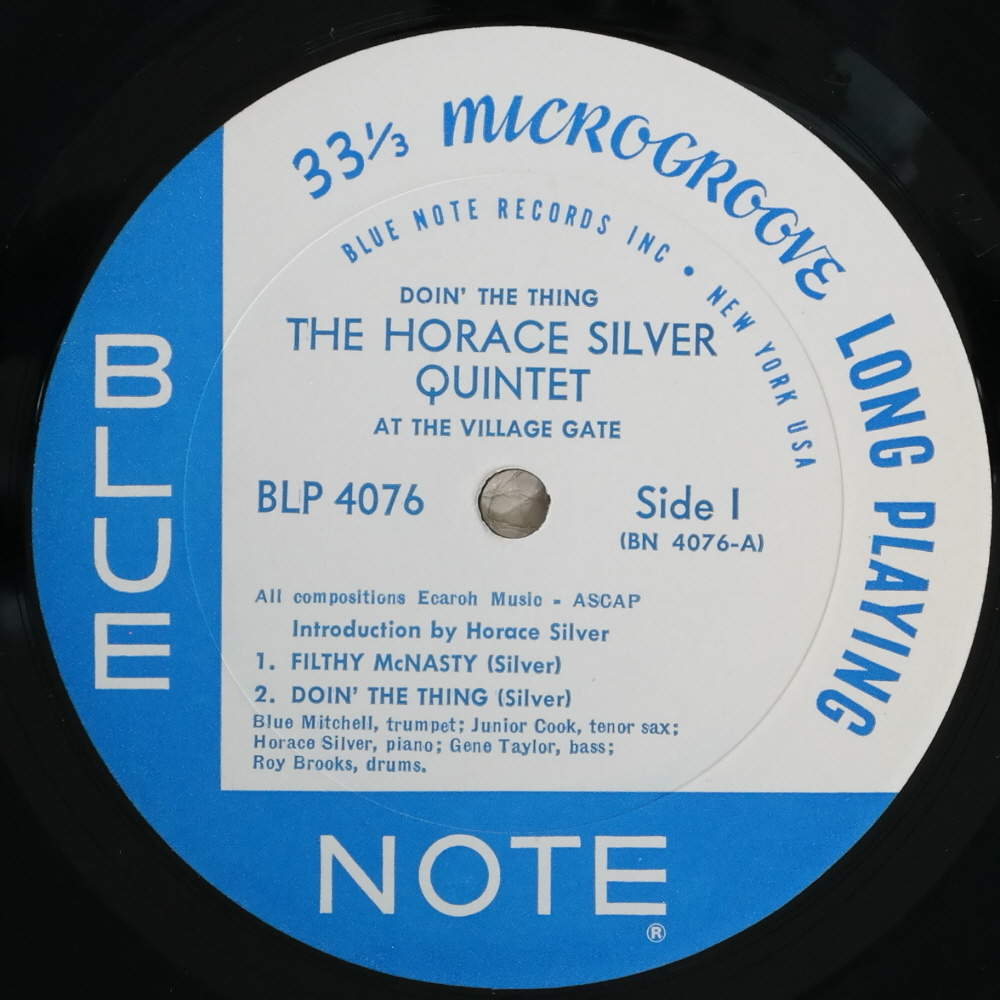 33⅓ MICROGROOVE LONG PLAYING
BLUE NOTE RECORDS INC • NEW YORK USA
DOIN' THE THING
THE HORACE SILVER
QUINTET
AT THE VILLAGE GATE
BLP 4076
Side 1
(BN 4076-A)
All compositions Ecaroh Music - ASCAP
Introduction by Horace Silver
1. FILTHY McNASTY (Silver)
2. DOIN' THE THING (Silver)
Blue Mitchell, trumpet; Junior Cook, tenor sax;
Horace Silver, piano; Gene Taylor, bass;
Roy Brooks, drums.
BLUE
NOTE
®